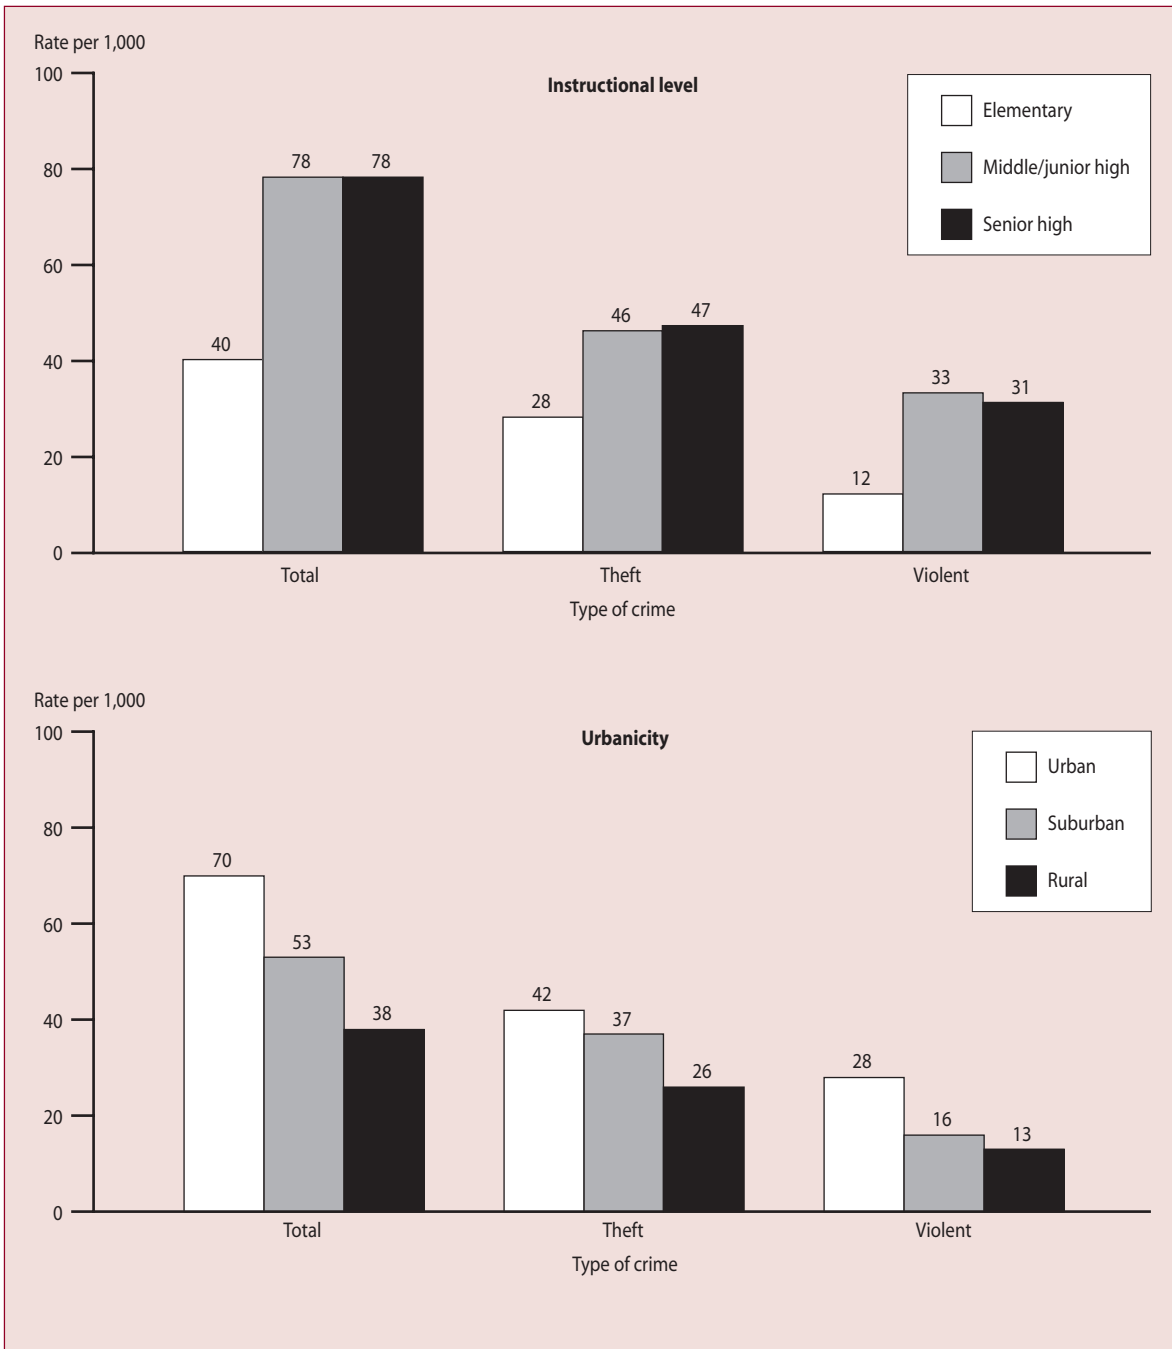 Rate per 1,000
Instructional level
100
80
60
40
20
0
Elementary
Middle/junior high
Senior high
40
78
78
28
46
47
12
33
31
Total
Theft
Violent
Type of crime
Rate per 1,000
Urbanicity
100
80
60
40
20
0
Urban
Suburban
Rural
70
53
38
42
37
26
28
16
13
Total
Theft
Violent
Type of crime